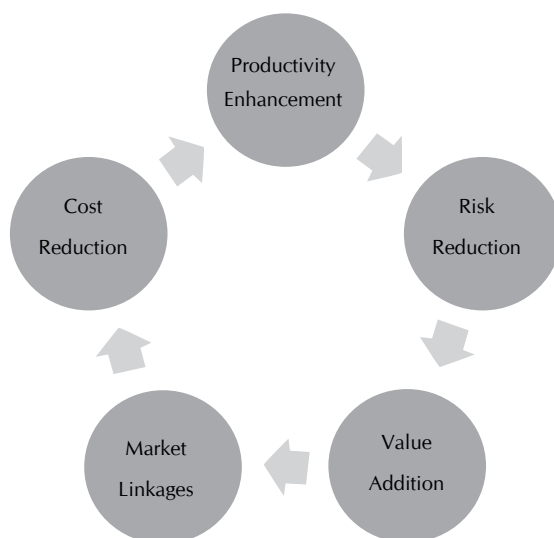 Productivity
Enhancement
Risk
Reduction
Value
Addition
Market
Linkages
Cost
Reduction